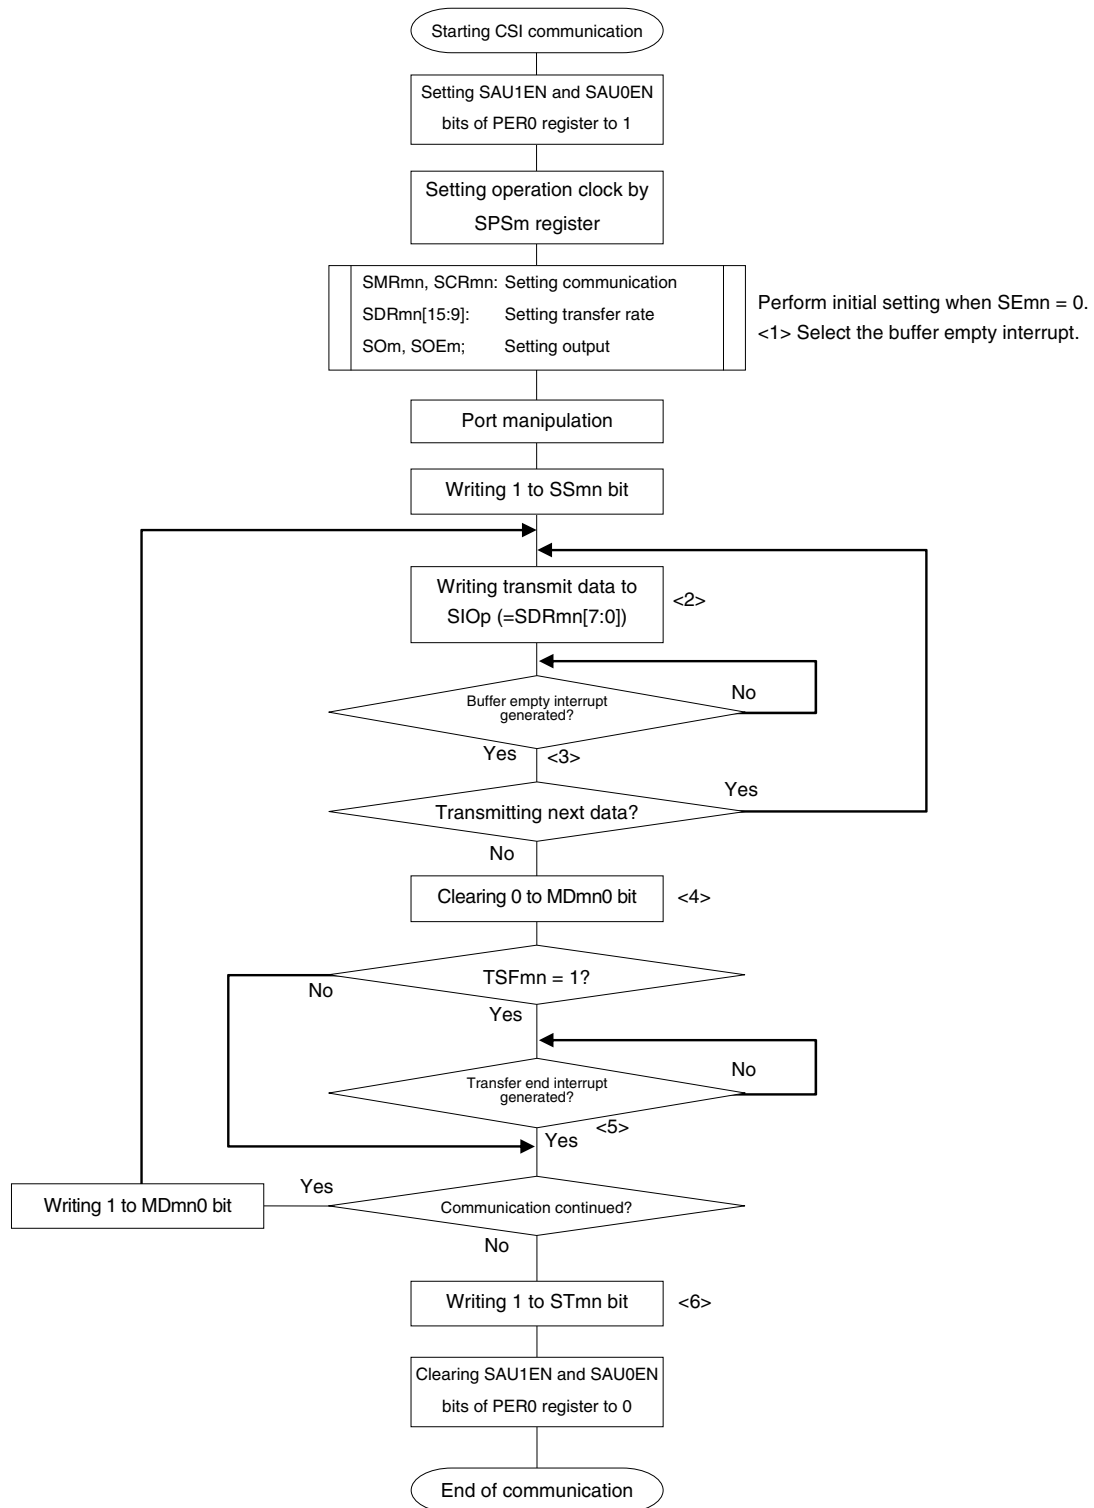 Starting CSI communication
Setting SAU1EN and SAU0EN
bits of PER0 register to 1
Setting operation clock by
SPSm register
SMRmn, SCRmn: Setting communication
SDRmn[15:9]: Setting transfer rate
SOm, SOEm; Setting output
Perform initial setting when SEmn = 0.
<1> Select the buffer empty interrupt.
Port manipulation
Writing 1 to SSmn bit
Writing transmit data to
SIOp (=SDRmn[7:0])
<2>
Buffer empty interrupt
generated?
No
Yes
<3>
Transmitting next data?
Yes
No
Clearing 0 to MDmn0 bit
<4>
TSFmn = 1?
No
Yes
Transfer end interrupt
generated?
No
<5>
Yes
Communication continued?
Yes
Writing 1 to MDmn0 bit
No
Writing 1 to STmn bit
<6>
Clearing SAU1EN and SAU0EN
bits of PER0 register to 0
End of communication